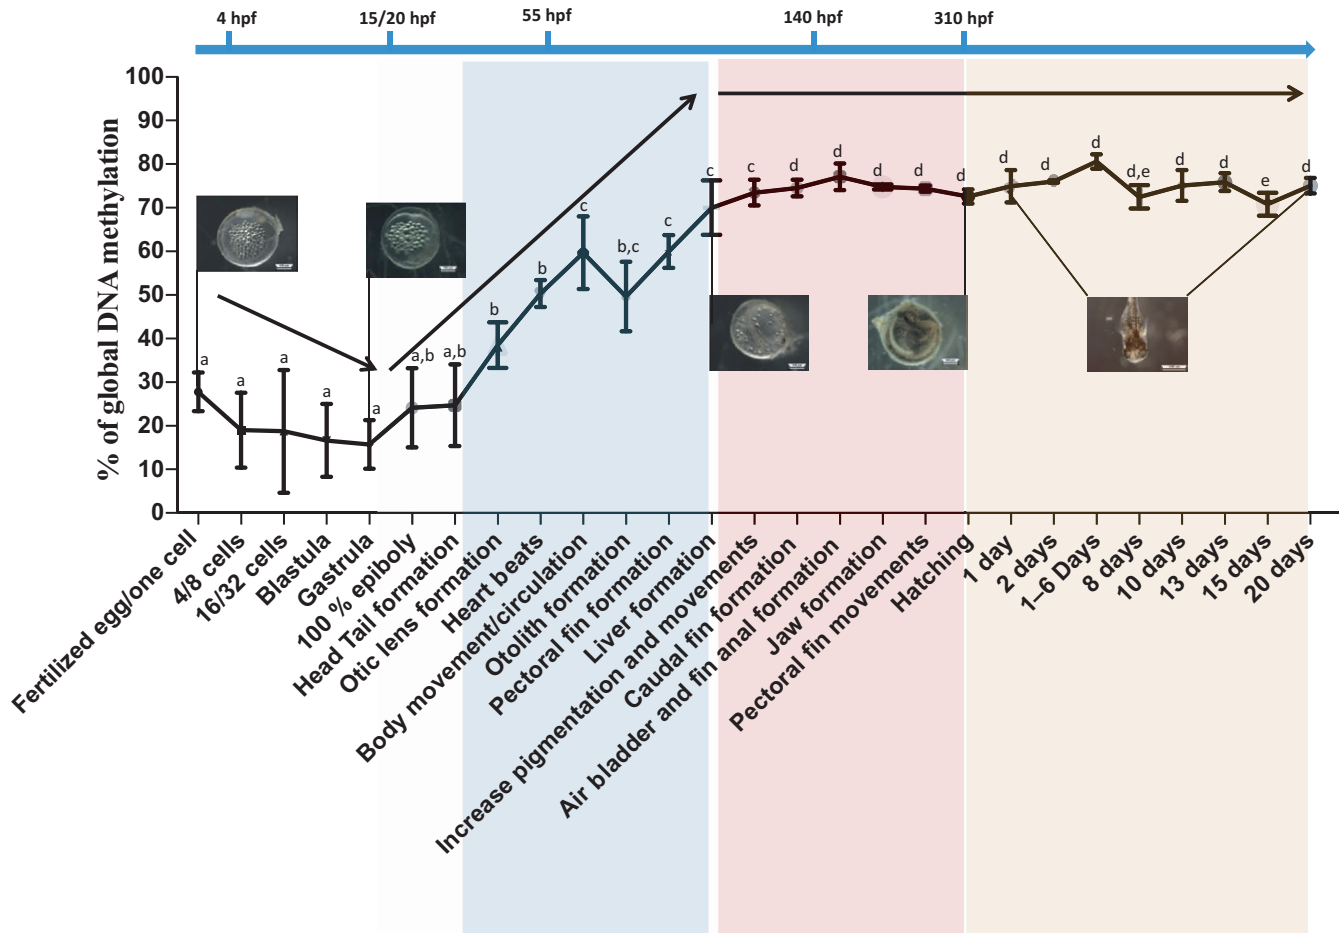 4 hpf
15/20 hpf
55 hpf
140 hpf
310 hpf
% of global DNA methylation
100
90
80
70
60
50
40
30
20
10
0
a
a
a
a
a
a,b
a,b
b
b
c
b,c
c
c
c
d
d
d
d
d
d
d
d
d,e
d
d
e
d
Fertilized egg/one cell
4/8 cells
16/32 cells
Blastula
Gastrula
100 % epiboly
Head Tail formation
Otic lens formation
Heart beats
Body movement/circulation
Otolith formation
Pectoral fin formation
Liver formation
Increase pigmentation and movements
Caudal fin formation
Air bladder and fin anal formation
Jaw formation
Pectoral fin movements
Hatching
1 day
2 days
1–6 Days
8 days
10 days
13 days
15 days
20 days